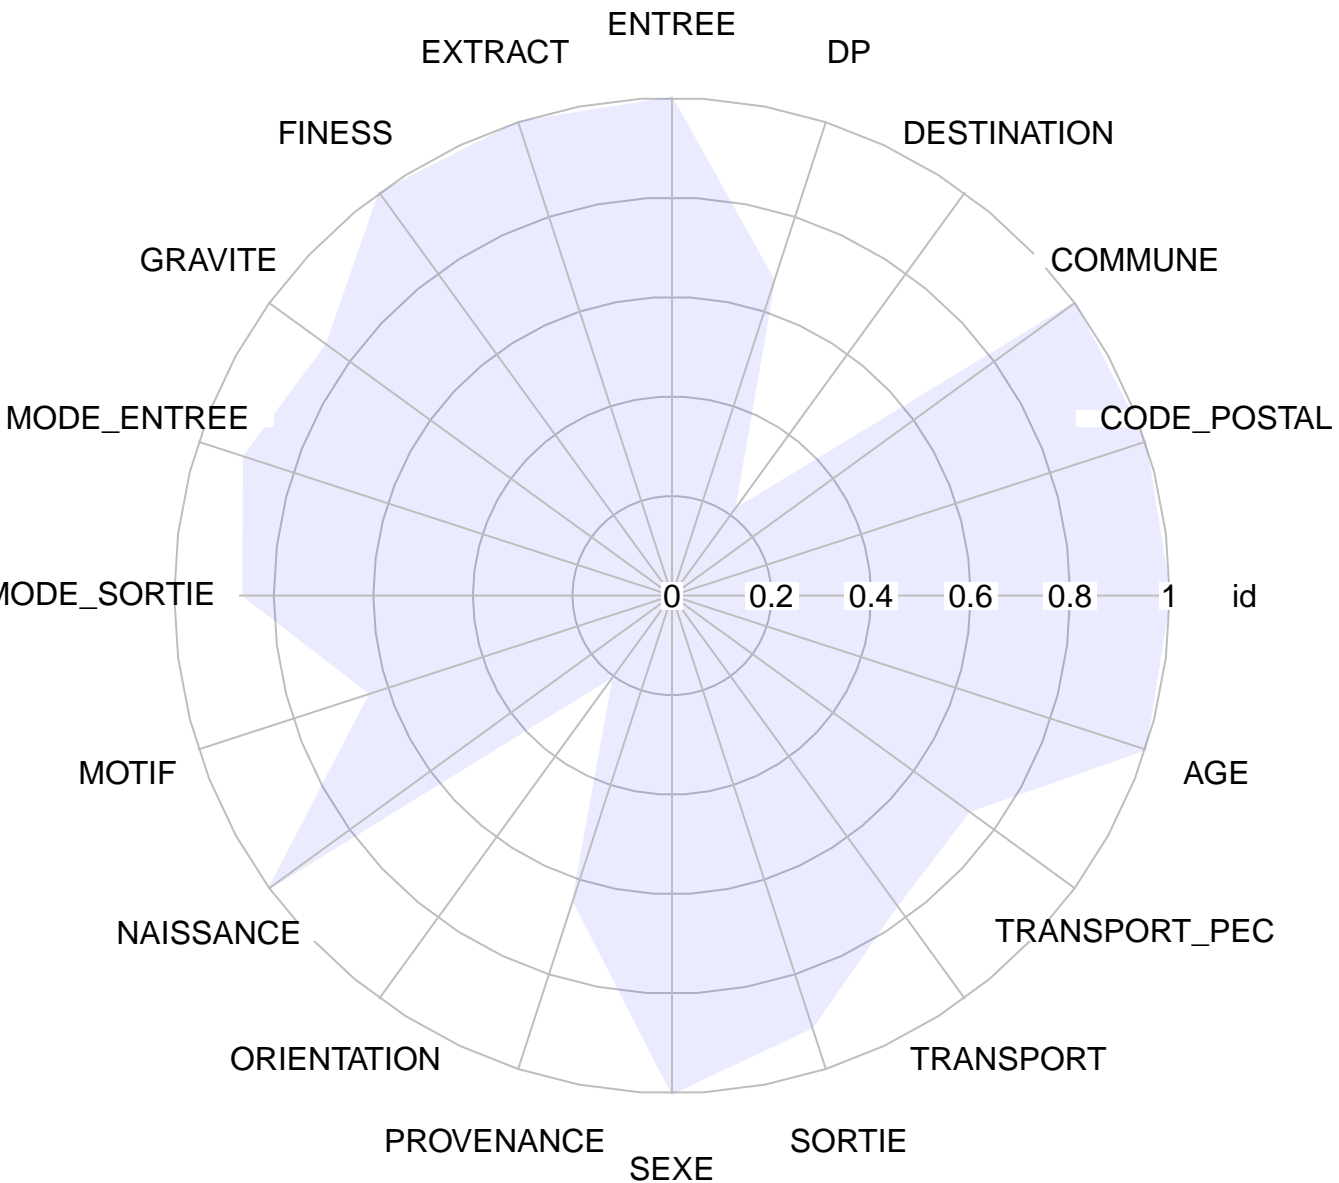 ENTREE
EXTRACT
DP
FINESS
DESTINATION
GRAVITE
COMMUNE
MODE_ENTREE
CODE_POSTAL
MODE_SORTIE
0
0.2
0.4
0.6
0.8
1
id
MOTIF
AGE
NAISSANCE
TRANSPORT_PEC
ORIENTATION
TRANSPORT
PROVENANCE
SORTIE
SEXE